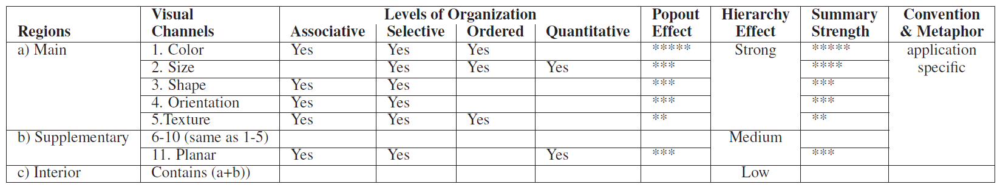 Visual Levels of Organization Popout Hierarchy Summary Convention
Regions Channels Associative Selective Ordered Quantitative Effect Effect Strength & Metaphor
a) Main 1. Color Yes Yes Yes ***** Strong ***** application
2. Size Yes Yes Yes *** **** specific
3. Shape Yes Yes *** ***
4. Orientation Yes Yes *** ***
5.Texture Yes Yes Yes ** **
b) Supplementary 6-10 (same as 1-5) Medium
11. Planar Yes Yes Yes *** ***
c) Interior Contains (a+b)) Low